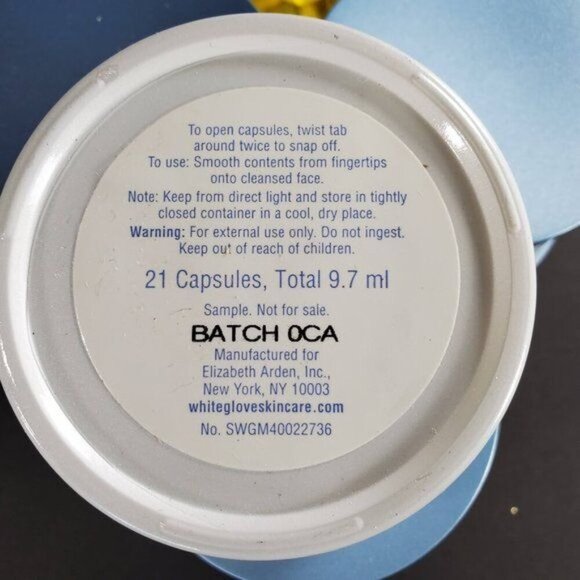 To open capsules, twist tab
around twice to snap off.
To use: Smooth contents from fingertips
onto cleansed face.
Note: Keep from direct light and store in tightly
closed container in a cool, dry place.
Warning: For external use only. Do not ingest.
Keep out of reach of children.
21 Capsules, Total 9.7 ml
Sample. Not for sale.
BATCH 0CA
Manufactured for
Elizabeth Arden, Inc.,
New York, NY 10003
whitegloveskincare.com
No. SWGM40022736